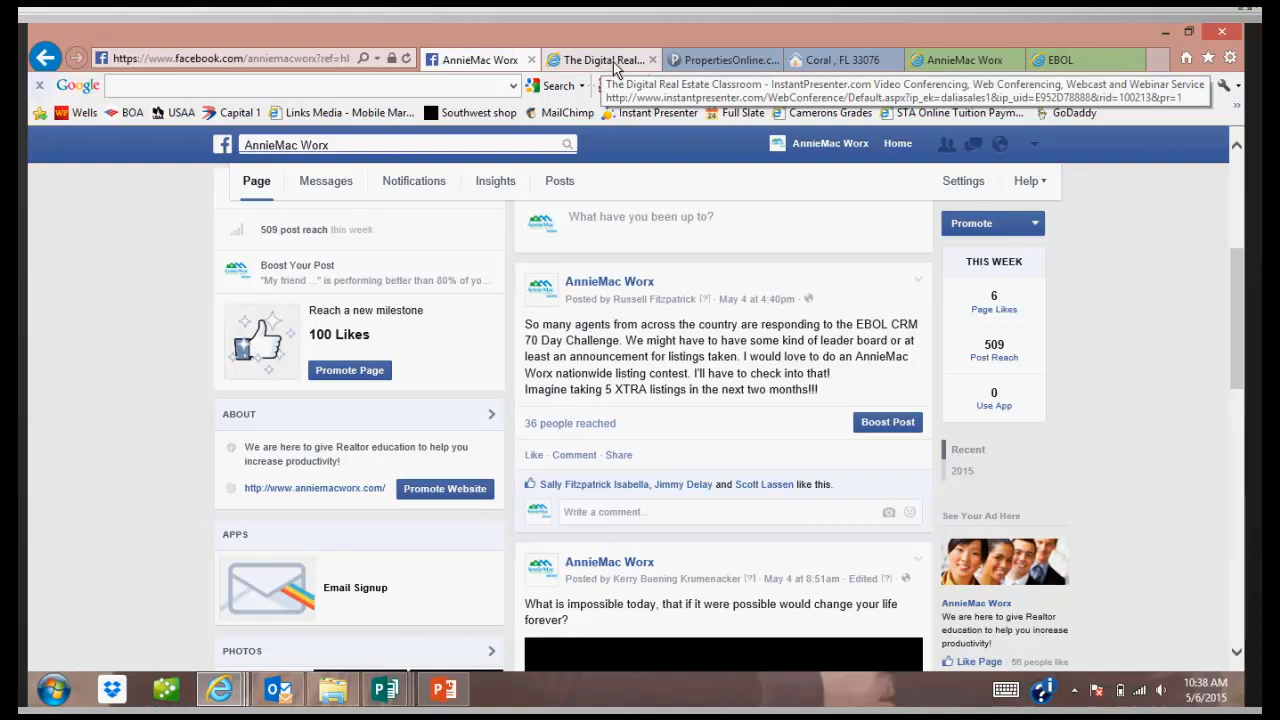 https://www.facebook.com/anniemacworx?ref=hl
AnnieMac Worx
The Digital Real...
PropertiesOnline.c...
Coral , FL 33076
AnnieMac Worx
EBOL
The Digital Real Estate Classroom - InstantPresenter.com Video Conferencing, Web Conferencing, Webcast and Webinar Service
http://www.instantpresenter.com/WebConference/Default.aspx?ip_ek=daliasales1&ip_uid=E952D78888&rid=100213&pr=1
Google
Search
Wells
BOA
USAA
Capital 1
Links Media - Mobile Mar...
Southwest shop
MailChimp
Instant Presenter
Full Slate
Camerons Grades
STA Online Tuition Paym...
GoDaddy
AnnieMac Worx
AnnieMac Worx
Home
Page
Messages
Notifications
Insights
Posts
Settings
Help
509 post reach this week
Boost Your Post
"My friend ..." is performing better than 80% of yo...
Reach a new milestone
100 Likes
Promote Page
ABOUT
We are here to give Realtor education to help you
increase productivity!
http://www.anniemacworx.com/
Promote Website
APPS
Email Signup
PHOTOS
What have you been up to?
AnnieMac Worx
Posted by Russell Fitzpatrick [?] · May 4 at 4:40pm ·
So many agents from across the country are responding to the EBOL CRM
70 Day Challenge. We might have to have some kind of leader board or at
least an announcement for listings taken. I would love to do an AnnieMac
Worx nationwide listing contest. I'll have to check into that!
Imagine taking 5 XTRA listings in the next two months!!!
36 people reached
Boost Post
Like · Comment · Share
Sally Fitzpatrick Isabella, Jimmy Delay and Scott Lassen like this.
Write a comment...
AnnieMac Worx
Posted by Kerry Buening Krumenacker [?] · May 4 at 8:51am · Edited [?] ·
What is impossible today, that if it were possible would change your life
forever?
Promote
THIS WEEK
6
Page Likes
509
Post Reach
0
Use App
Recent
2015
See Your Ad Here
AnnieMac Worx
We are here to give Realtor
education to help you increase
productivity!
Like Page · 56 people like
10:38 AM
5/6/2015